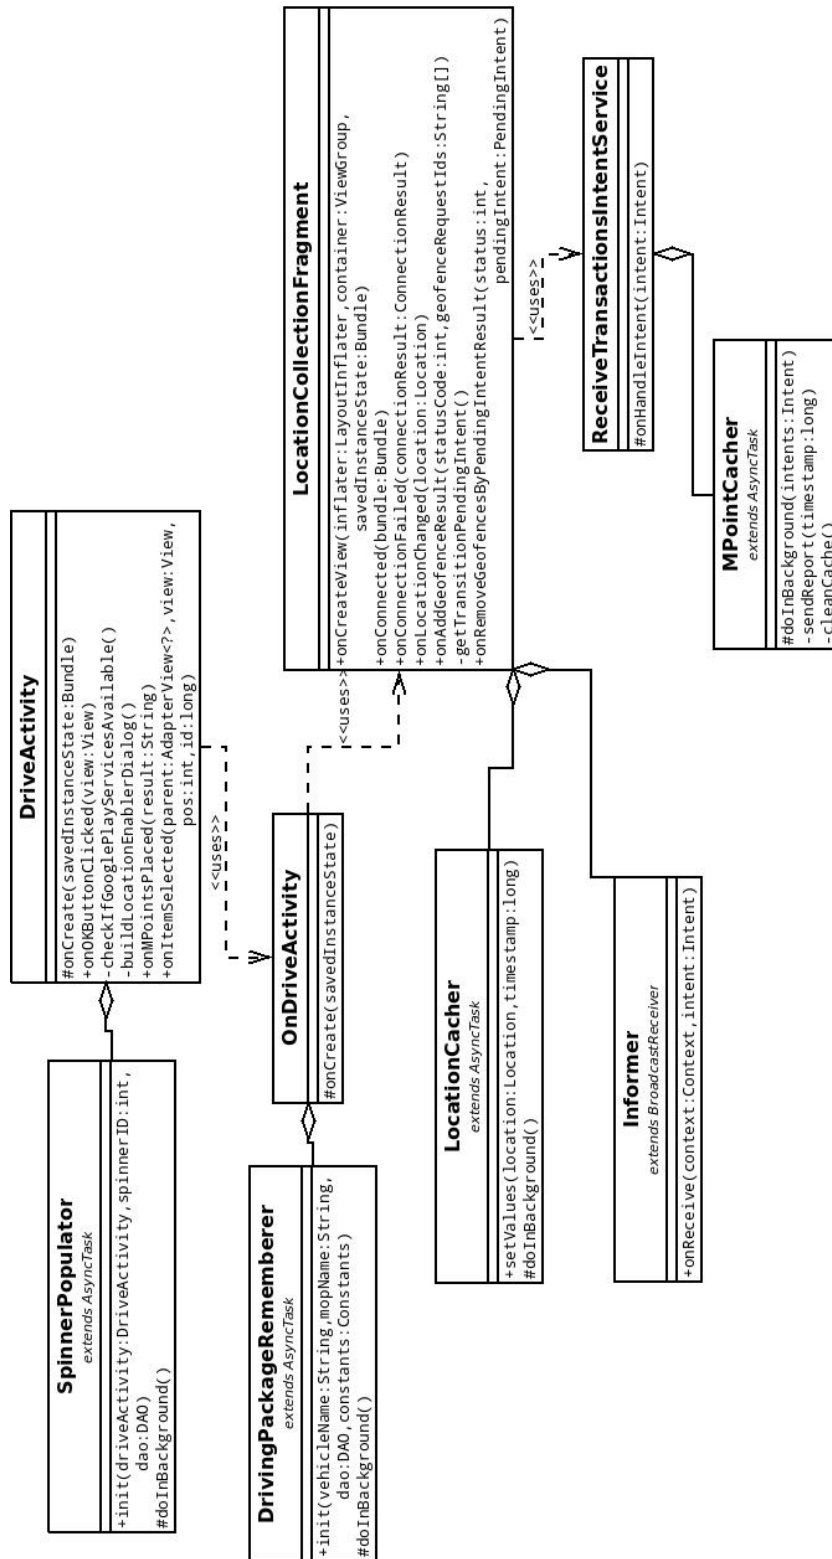 DriveActivity
#onCreate(savedInstanceState:Bundle)
+onOKButtonClicked(view:View)
-checkIfGooglePlayServicesAvailable()
-buildLocationEnablerDialog()
+onMPointsPlaced(result:String)
+onItemSelected(parent:AdapterView<?>,view:View,
pos:int,id:long)
SpinnerPopulator
extends AsyncTask
+init(driveActivity:DriveActivity,spinnerID:int,
dao:DAO)
#doInBackground()
<<uses>>
OnDriveActivity
#onCreate(savedInstanceState)
DrivingPackageRememberer
extends AsyncTask
+init(vehicleName:String,mopName:String,
dao:DAO,constants:Constants)
#doInBackground()
<<uses>>
LocationCollectionFragment
+onCreateView(inflater:LayoutInflater,container:ViewGroup,
savedInstanceState:Bundle)
+onConnected(bundle:Bundle)
+onConnectionFailed(connectionResult:ConnectionResult)
+onLocationChanged(location:Location)
+onAddGeofenceResult(statusCode:int,geofenceRequestIds:String[])
-getTransitionPendingIntent()
+onRemoveGeofencesByPendingIntentResult(status:int,
pendingIntent:PendingIntent)
LocationCacher
extends AsyncTask
+setValues(location:Location,timestamp:long)
#doInBackground()
Informer
extends BroadcastReceiver
+onReceive(context:Context,intent:Intent)
<<uses>>
ReceiveTransactionsIntentService
#onHandleIntent(intent:Intent)
MPointCacher
extends AsyncTask
#doInBackground(intents:Intent)
-sendReport(timestamp:long)
-cleanCache()